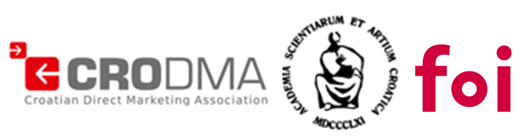 CRODMA
Croatian Direct Marketing Association
ACADEMIA SCIENTIARUM ET ARTIUM CROATICA
MDCCCLXI
foi